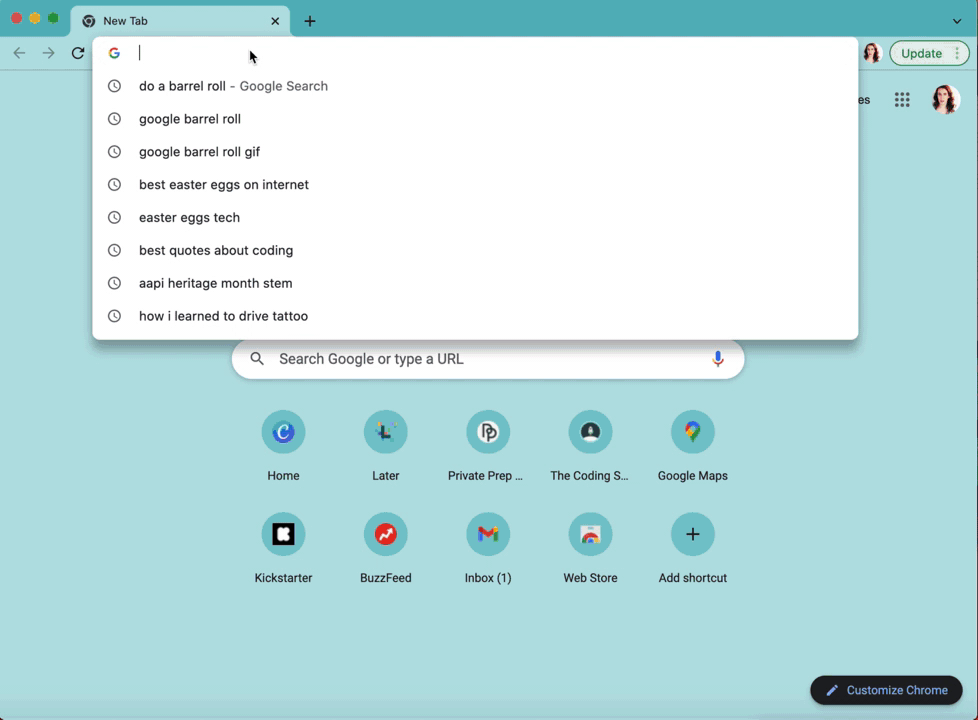 New Tab
Update
do a barrel roll - Google Search
google barrel roll
google barrel roll gif
best easter eggs on internet
easter eggs tech
best quotes about coding
aapi heritage month stem
how i learned to drive tattoo
es
Search Google or type a URL
Home
Later
Private Prep ...
The Coding S...
Google Maps
Kickstarter
BuzzFeed
Inbox (1)
Web Store
Add shortcut
Customize Chrome